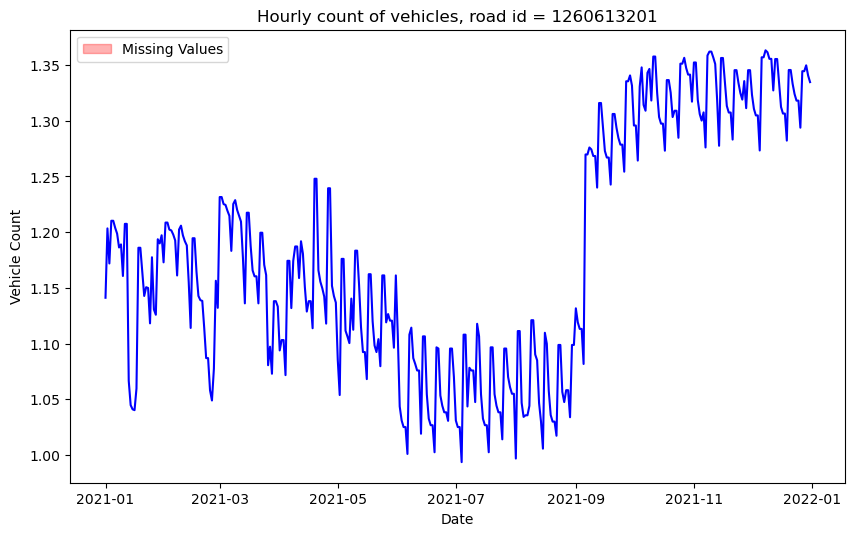 Hourly count of vehicles, road id = 1260613201
Missing Values
Vehicle Count
1.35
1.30
1.25
1.20
1.15
1.10
1.05
1.00
2021-01 2021-03 2021-05 2021-07 2021-09 2021-11 2022-01
Date